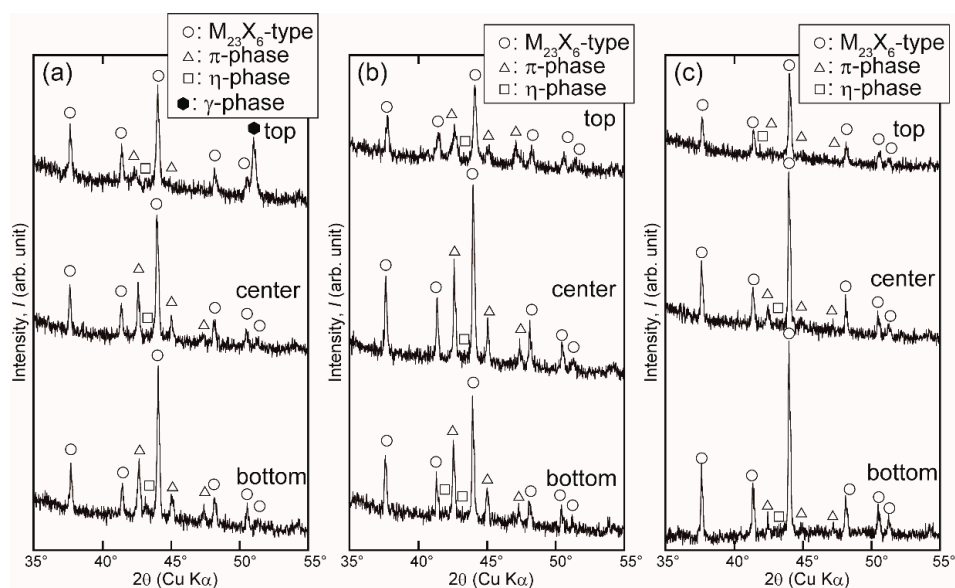 ○: M₂₃X₆-type
△: π-phase
□: η-phase
⬢: γ-phase
(a)
top
center
bottom
Intensity, I (arb. unit)
35 40 45 50 55°
2θ (Cu Kα)
○: M₂₃X₆-type
△: π-phase
□: η-phase
(b)
top
center
bottom
Intensity, I (arb. unit)
35 40 45 50 55°
2θ (Cu Kα)
○: M₂₃X₆-type
△: π-phase
□: η-phase
(c)
top
center
bottom
Intensity, I (arb. unit)
35 40 45 50 55°
2θ (Cu Kα)